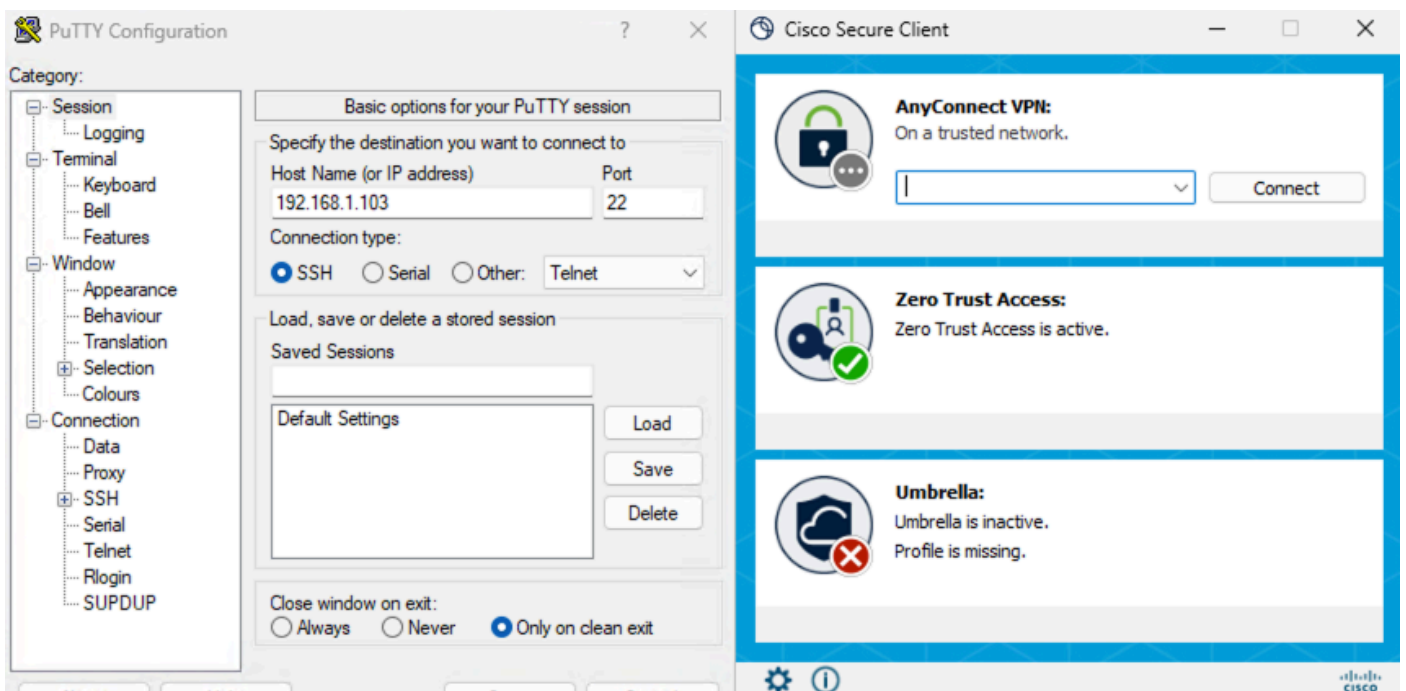 PuTTY Configuration
?
Category:
Session
Logging
Terminal
Keyboard
Bell
Features
Window
Appearance
Behaviour
Translation
Selection
Colours
Connection
Data
Proxy
SSH
Serial
Telnet
Rlogin
SUPDUP
Basic options for your PuTTY session
Specify the destination you want to connect to
Host Name (or IP address) Port
192.168.1.103 22
Connection type:
SSH Serial Other: Telnet
Load, save or delete a stored session
Saved Sessions
Default Settings
Load
Save
Delete
Close window on exit:
Always Never Only on clean exit
Cisco Secure Client
AnyConnect VPN:
On a trusted network.
Connect
Zero Trust Access:
Zero Trust Access is active.
Umbrella:
Umbrella is inactive.
Profile is missing.
CISCO